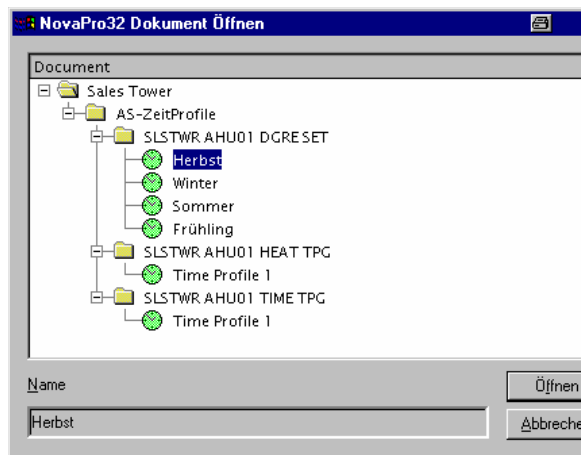 NovaPro32 Dokument Öffnen
Document
Sales Tower
AS-ZeitProfile
SLSTWR AHU01 DGRESET
Herbst
Winter
Sommer
Frühling
SLSTWR AHU01 HEAT TPG
Time Profile 1
SLSTWR AHU01 TIME TPG
Time Profile 1
Name
Öffnen
Herbst
Abbreche